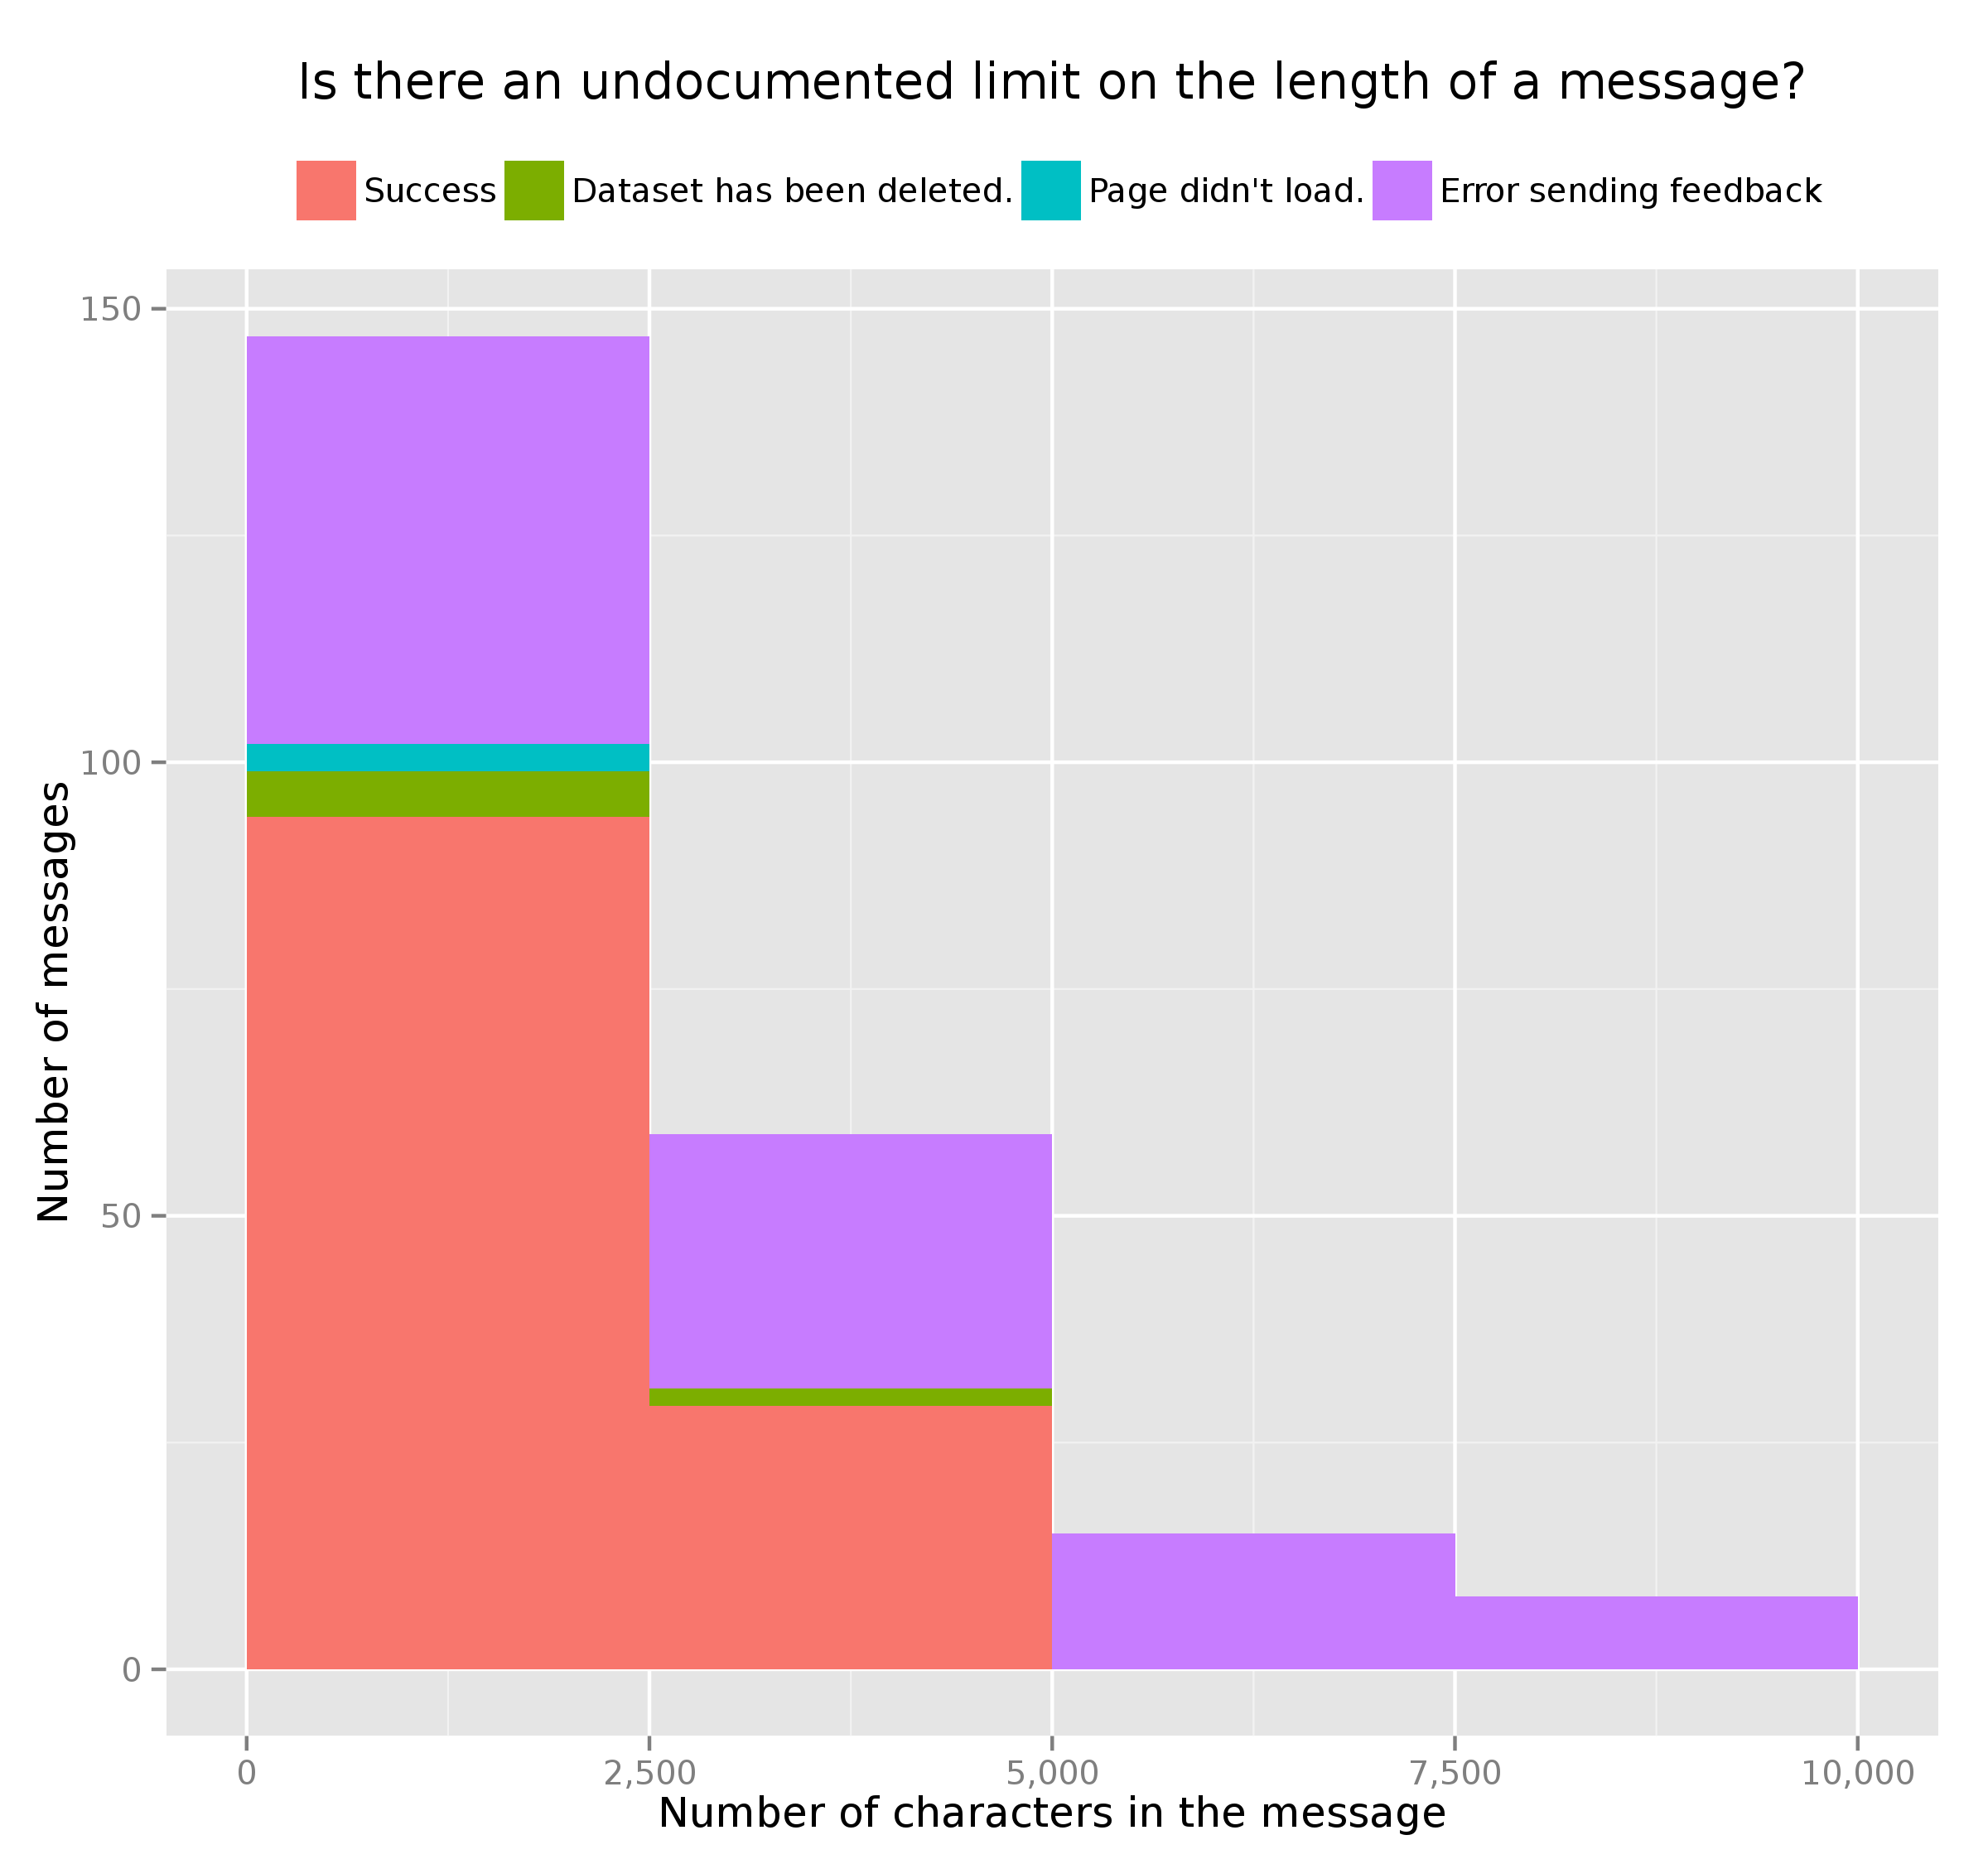 Is there an undocumented limit on the length of a message?
Success Dataset has been deleted. Page didn't load. Error sending feedback
150
100
50
0
Number of messages
0 2,500 5,000 7,500 10,000
Number of characters in the message